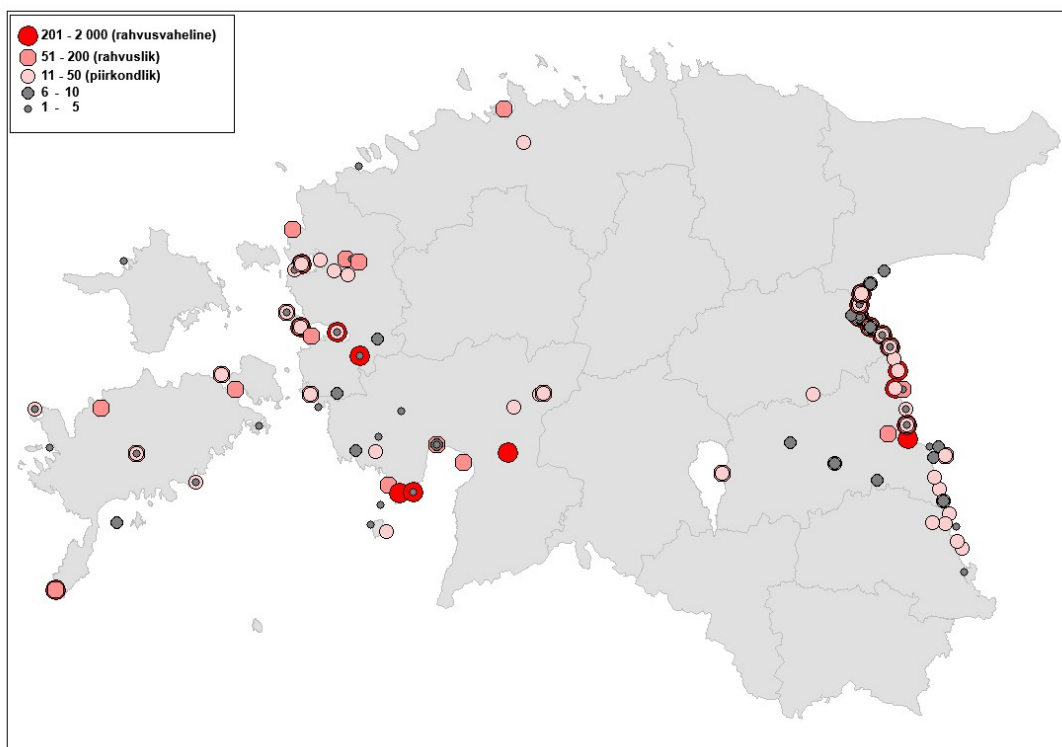 201 - 2 000 (rahvusvaheline)
51 - 200 (rahvuslik)
11 - 50 (piirkondlik)
6 - 10
1 - 5